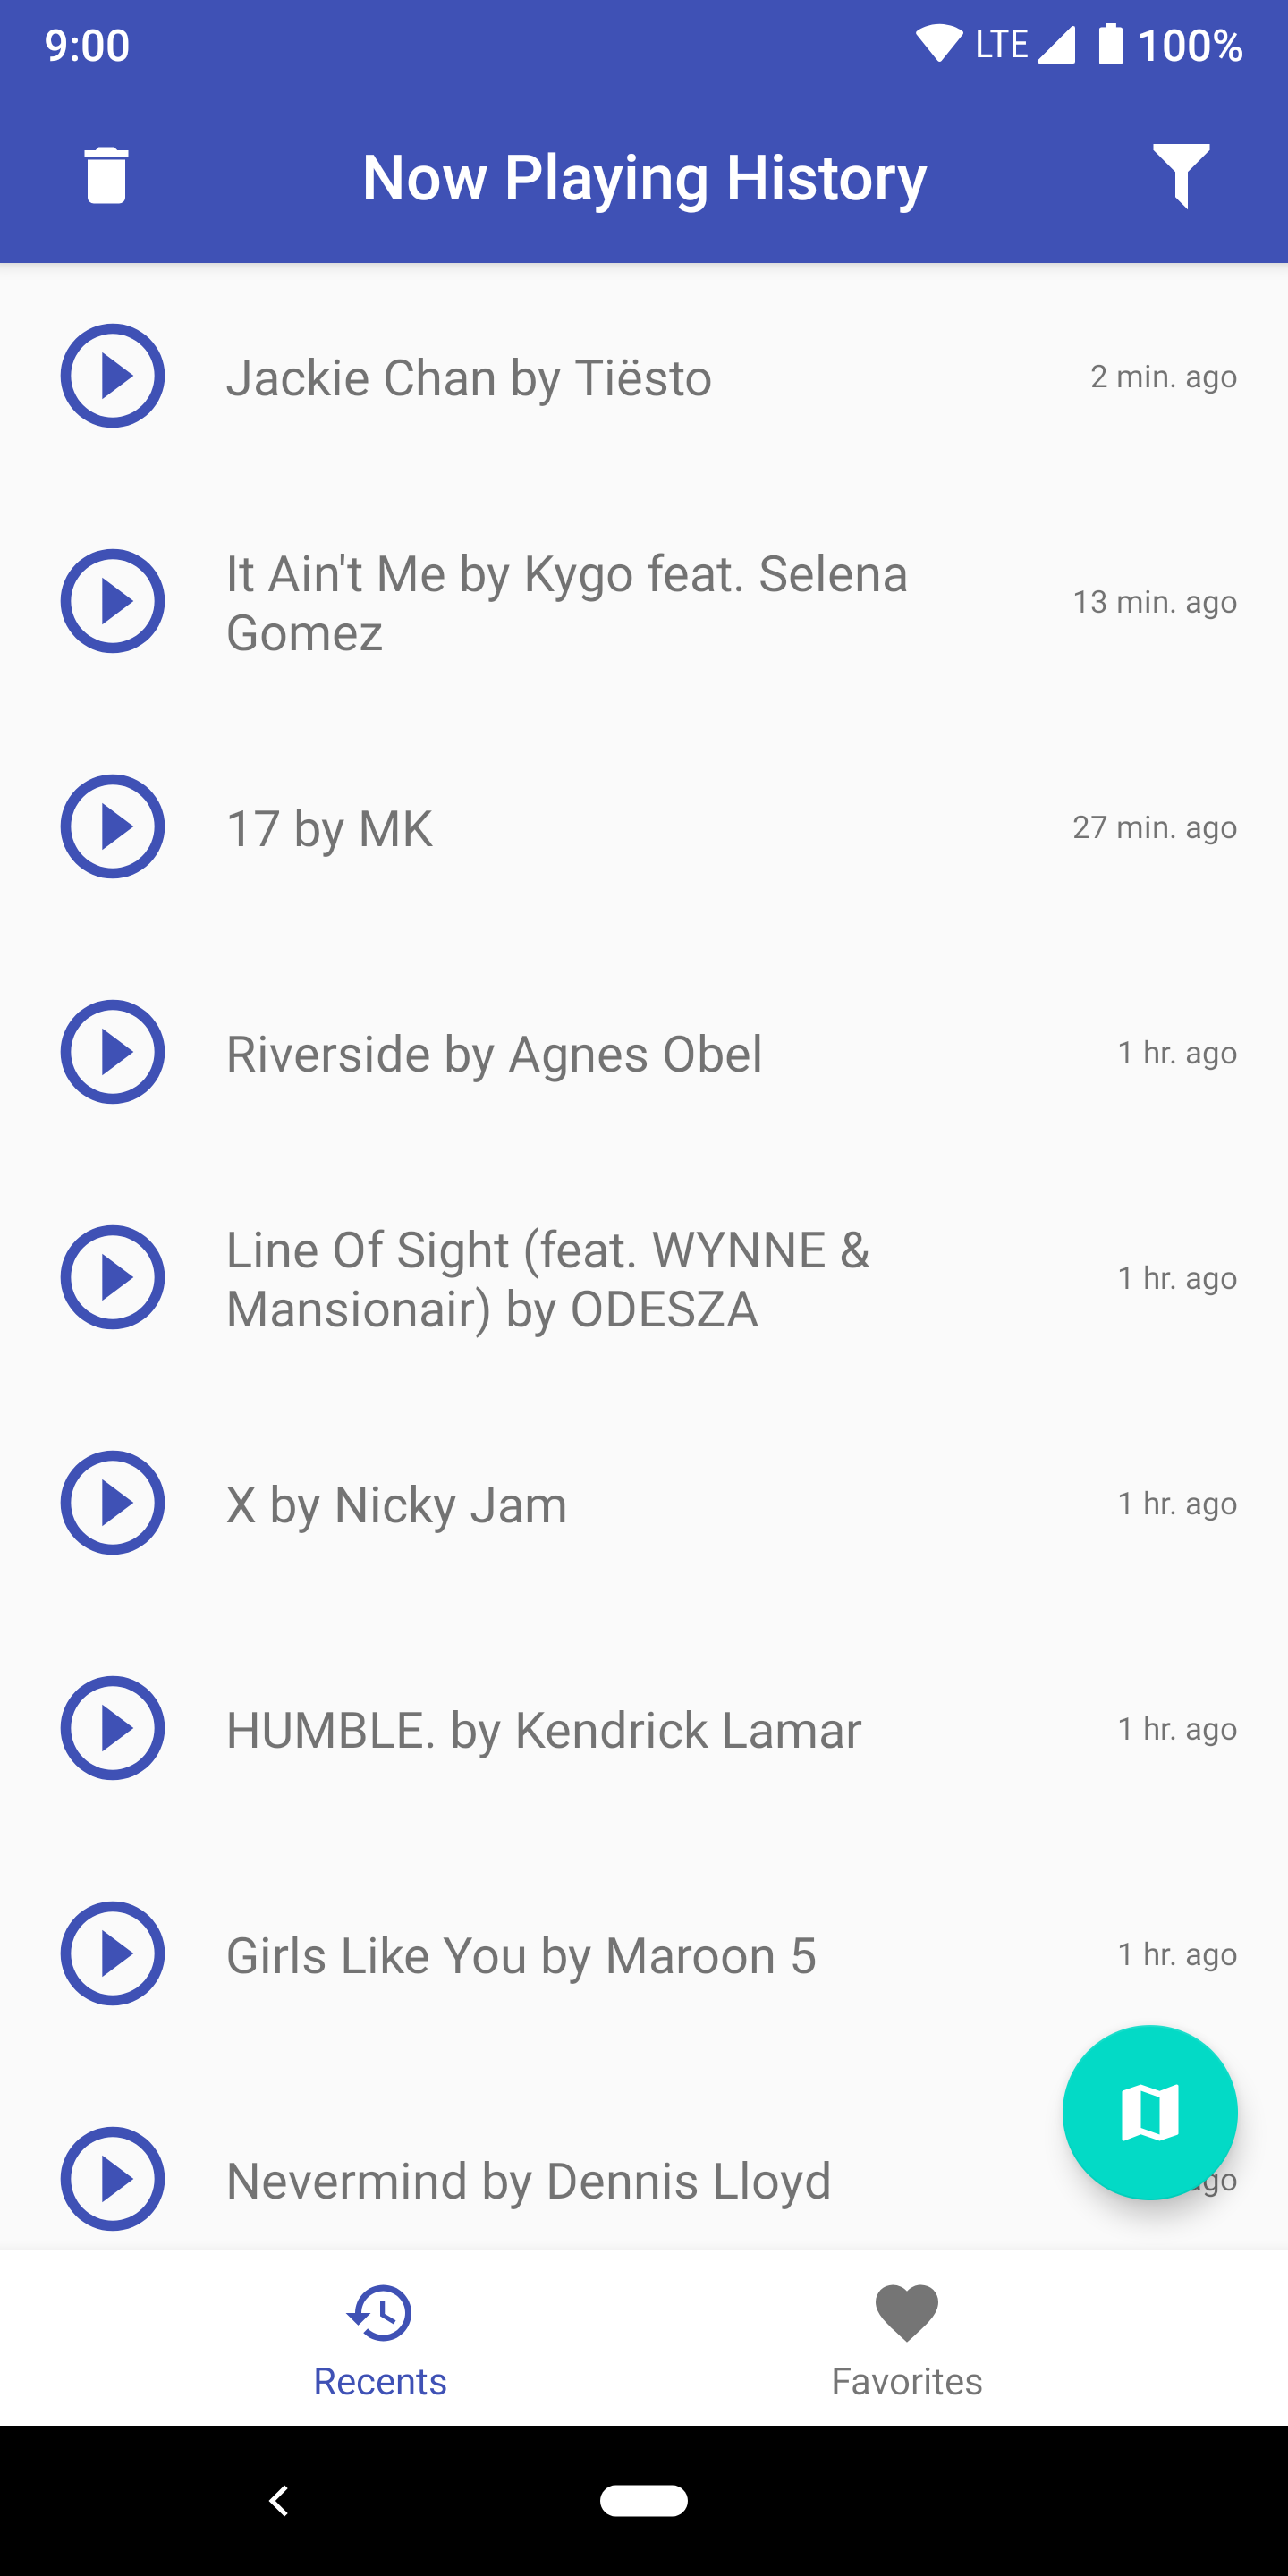 9:00 LTE 100%
Now Playing History
Jackie Chan by Tiësto 2 min. ago
It Ain't Me by Kygo feat. Selena
Gomez
13 min. ago
17 by MK 27 min. ago
Riverside by Agnes Obel 1 hr. ago
Line Of Sight (feat. WYNNE &
Mansionair) by ODESZA
1 hr. ago
X by Nicky Jam 1 hr. ago
HUMBLE. by Kendrick Lamar 1 hr. ago
Girls Like You by Maroon 5 1 hr. ago
Nevermind by Dennis Lloyd
Recents Favorites